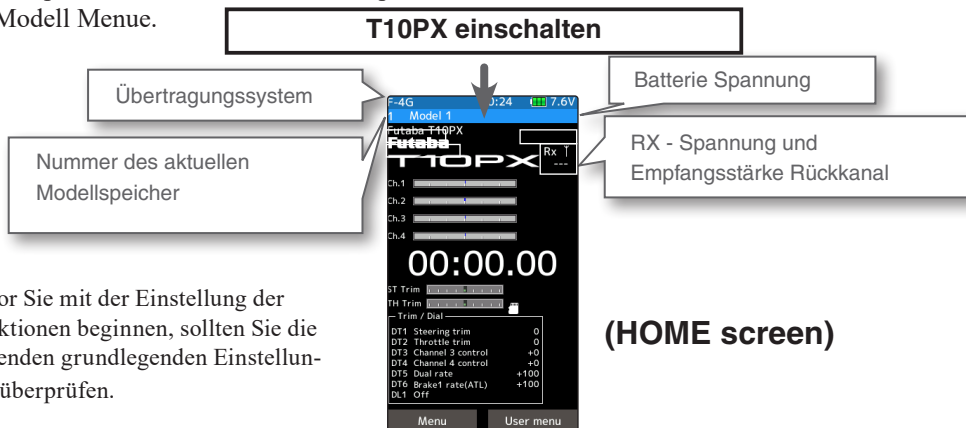 Modell Menue.
T10PX einschalten
Übertragungssystem
Batterie Spannung
Nummer des aktuellen
Modellspeicher
RX - Spannung und
Empfangsstärke Rückkanal
F-4G 0:24 7.6V
1 Model 1
Futaba T10PX
Futaba
T10PX
Rx
---
Ch.1
Ch.2
Ch.3
Ch.4
00:00.00
ST Trim
TH Trim
Trim / Dial
DT1 Steering trim 0
DT2 Throttle trim 0
DT3 Channel 3 control +0
DT4 Channel 4 control +0
DT5 Dual rate +100
DT6 Brake1 rate(ATL) +100
DL1 Off
Menu User menu
or Sie mit der Einstellung der
ktionen beginnen, sollten Sie die
enden grundlegenden Einstellun-
überprüfen.
(HOME screen)